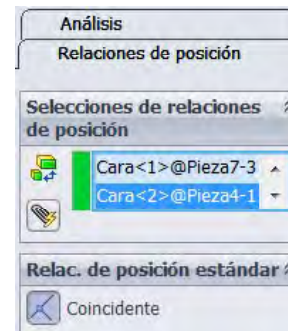 Análisis
Relaciones de posición
Selecciones de relaciones
de posición
Cara<1>@Pieza7-3
Cara<2>@Pieza4-1
Relac. de posición estándar
Coincidente